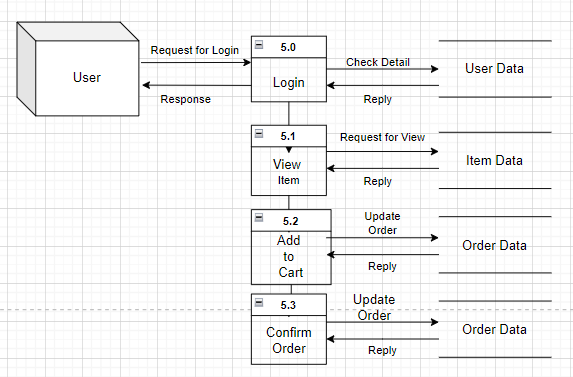 Request for Login
5.0
User
Login
Check Detail
User Data
Response
Reply
5.1
Request for View
View
Item
Item Data
Reply
5.2
Update
Order
Add
to
Cart
Order Data
Reply
5.3
Update
Order
Confirm
Order
Order Data
Reply